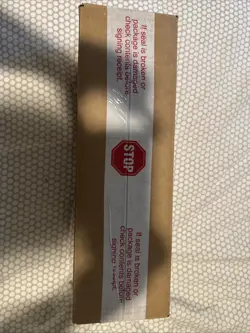 If seal is broken or
package is damaged
check contents before
signing receipt.
STOP
If seal is broken or
package is damaged
check contents before
signing receipt.